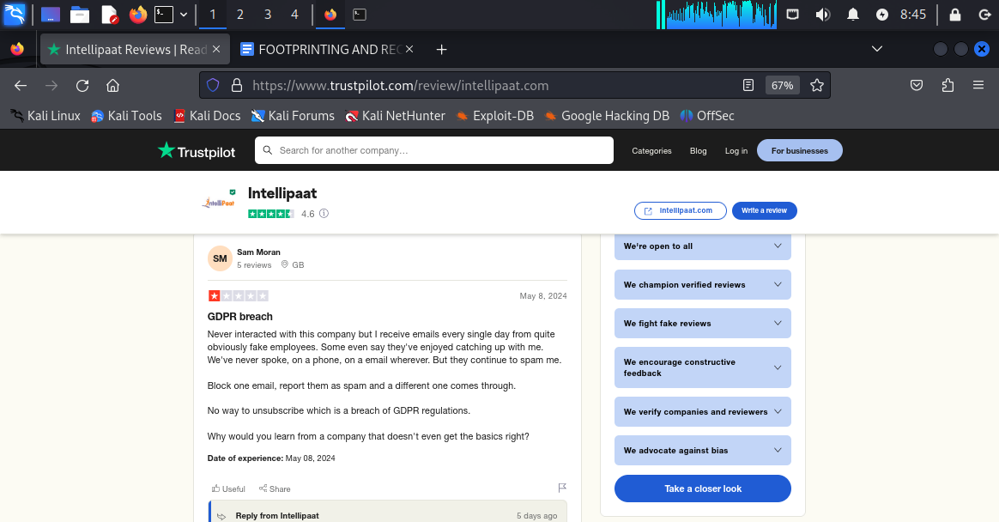 1 2 3 4
8:45
Intellipaat Reviews | Read
FOOTPRINTING AND REC
https://www.trustpilot.com/review/intellipaat.com
67%
Kali Linux Kali Tools Kali Docs Kali Forums Kali NetHunter Exploit-DB Google Hacking DB OffSec
Trustpilot
Search for another company...
Categories Blog Log in For businesses
IntelliPaat
Intellipaat
4.6
intellipaat.com
Write a review
SM
Sam Moran
5 reviews GB
May 8, 2024
GDPR breach
Never interacted with this company but I receive emails every single day from quite
obviously fake employees. Some even say they've enjoyed catching up with me.
We've never spoke, on a phone, on a email wherever. But they continue to spam me.
Block one email, report them as spam and a different one comes through.
No way to unsubscribe which is a breach of GDPR regulations.
Why would you learn from a company that doesn't even get the basics right?
Date of experience: May 08, 2024
Useful Share
Reply from Intellipaat 5 days ago
We're open to all
We champion verified reviews
We fight fake reviews
We encourage constructive
feedback
We verify companies and reviewers
We advocate against bias
Take a closer look